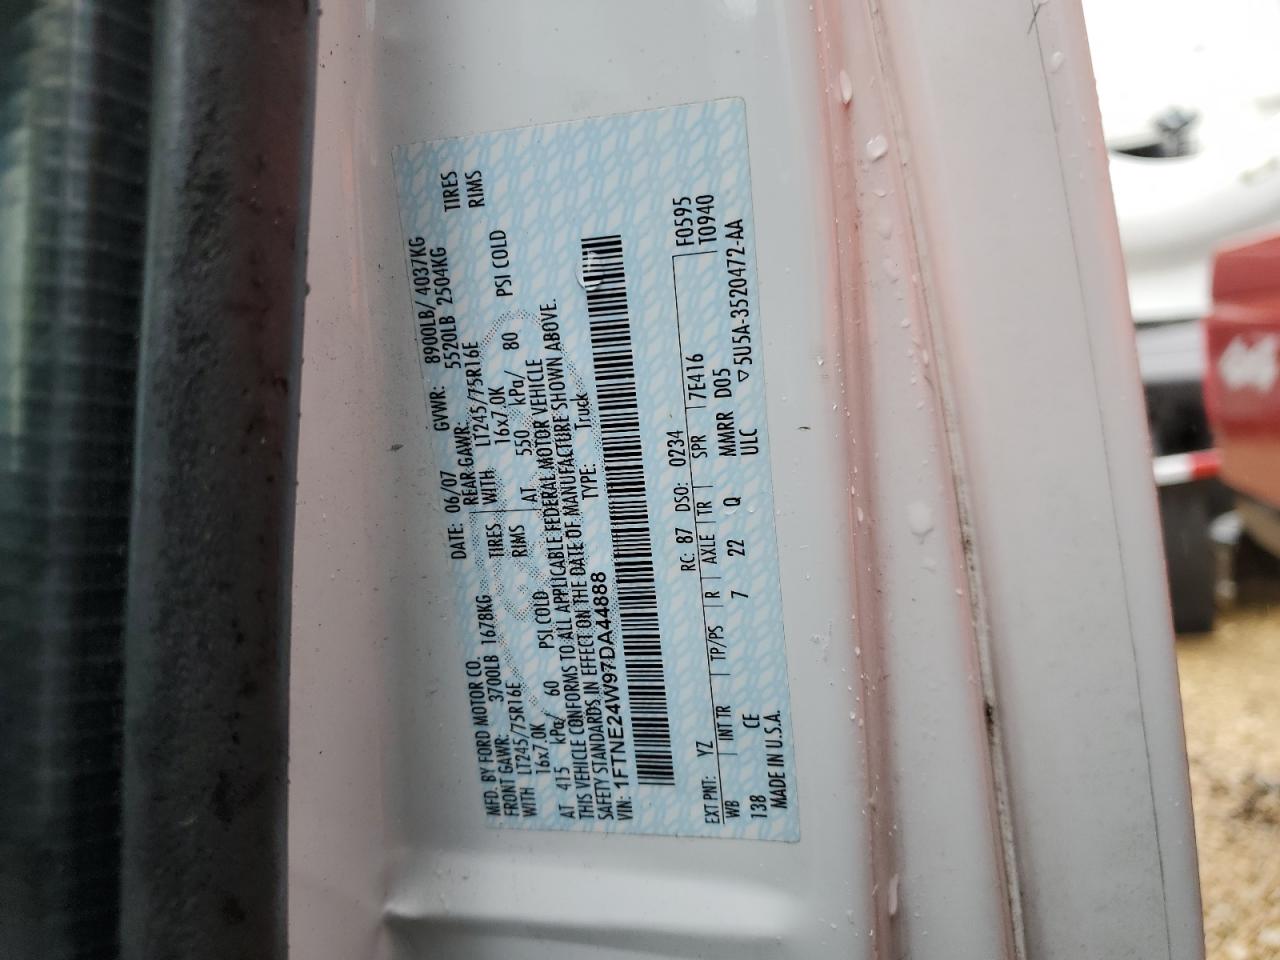 MFD. BY FORD MOTOR CO. DATE: 06/07 GVWR: 8900LB/ 4037KG
FRONT GAWR: 3700LB 1678KG REAR GAWR: 5520LB 2504KG
WITH LT245/75R16E TIRES WITH LT245/75R16E TIRES
16x7.0K RIMS 16x7.0K RIMS
AT 415 kPa/ 60 PSI COLD AT 550 kPa/ 80 PSI COLD
THIS VEHICLE CONFORMS TO ALL APPLICABLE FEDERAL MOTOR VEHICLE
SAFETY STANDARDS IN EFFECT ON THE DATE OF MANUFACTURE SHOWN ABOVE.
VIN: 1FTNE24W97DA44888 TYPE: Truck
F0595
EXT PNT: YZ RC: 87 DSO: 0234 T0940
WB INT TR TP/PS R AXLE TR SPR 7E416
138 CE 7 22 Q MMRR D05
MADE IN U.S.A. ULC ▽5U5A-3520472-AA